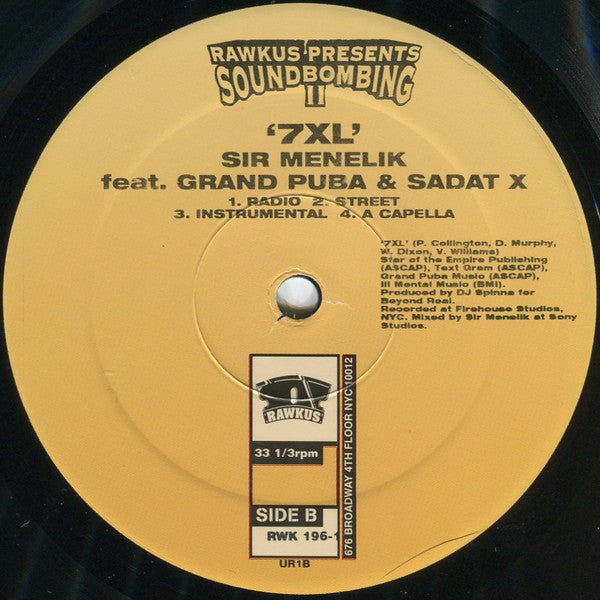 RAWKUS PRESENTS
SOUNDBOMBING
II
'7XL'
SIR MENELIK
feat. GRAND PUBA & SADAT X
1. RADIO 2. STREET
3. INSTRUMENTAL 4. A CAPELLA
'7XL' (P. Collington, D. Murphy,
W. Dixon, V. Williams)
Star of the Empire Publishing
(ASCAP), Text Gram (ASCAP),
Grand Puba Music (ASCAP),
Ill Mental Music (BMI).
Produced by DJ Spinna for
Beyond Real.
Recorded at Firehouse Studios,
NYC. Mixed by Sir Menelik at Sony
Studios.
RAWKUS
33 1/3rpm
SIDE B
RWK 196-1
676 BROADWAY 4TH FLOOR NYC 10012
UR1B